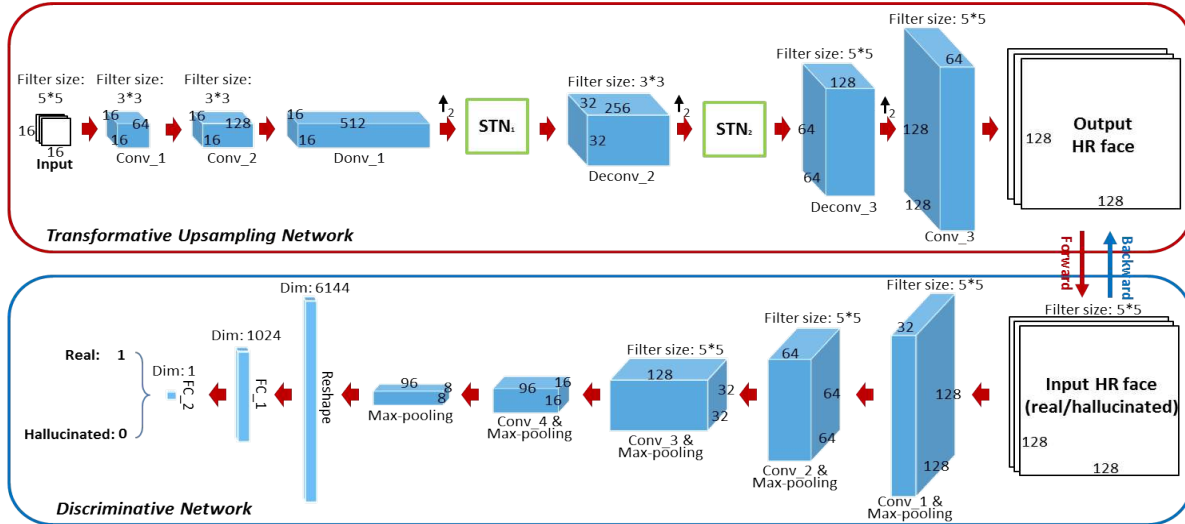 Filter size: 5*5
Filter size: 5*5
Filter size: 3*3
Filter size:
5*5
Filter size:
3*3
Filter size:
3*3
16
16
Input
16
64
16
Conv_1
16
128
16
Conv_2
16
512
16
Donv_1
2
STN₁
32
256
32
Deconv_2
2
STN₂
128
64
64
Deconv_3
2
64
128
128
Conv_3
Output
HR face
128
128
Transformative Upsampling Network
Forward
Backward
Real: 1
Hallucinated: 0
Dim: 1
FC_2
Dim: 1024
FC_1
Dim: 6144
Reshape
96
8
8
Max-pooling
96
16
16
Conv_4 &
Max-pooling
Filter size: 5*5
128
32
32
Conv_3 &
Max-pooling
Filter size: 5*5
64
64
64
Conv_2 &
Max-pooling
Filter size: 5*5
32
128
128
Conv_1 &
Max-pooling
Filter size: 5*5
Input HR face
(real/hallucinated)
128
128
Discriminative Network